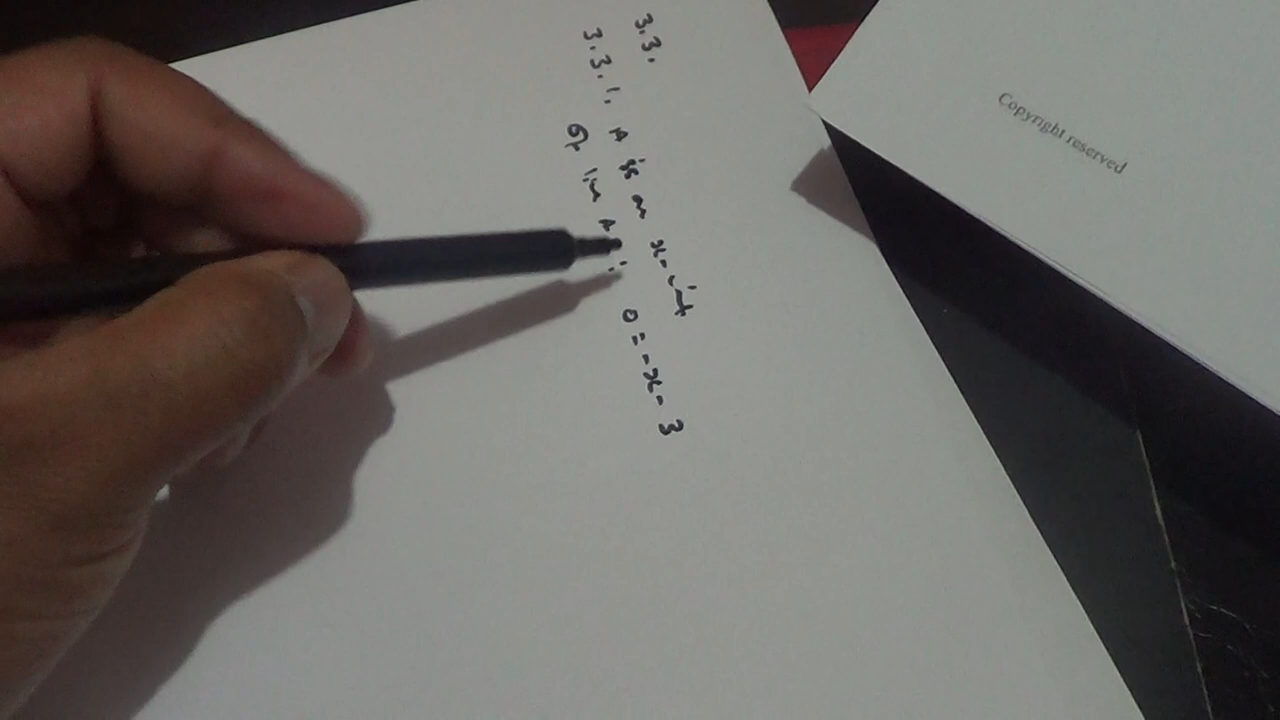 3.3.
3.3.1. A is an x-int
of line A : 0 = -x - 3
Copyright reserved